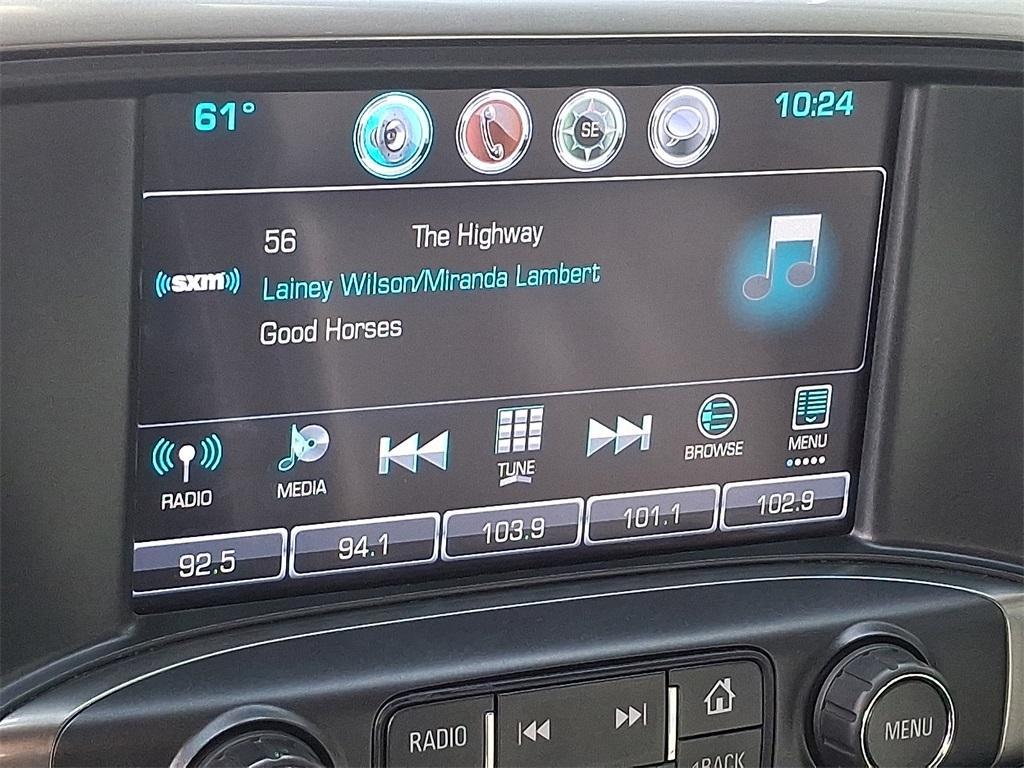 61° SE 10:24
56 The Highway
((sxm))
Lainey Wilson/Miranda Lambert
Good Horses
RADIO MEDIA TUNE BROWSE MENU
92.5 94.1 103.9 101.1 102.9
RADIO MENU
BACK